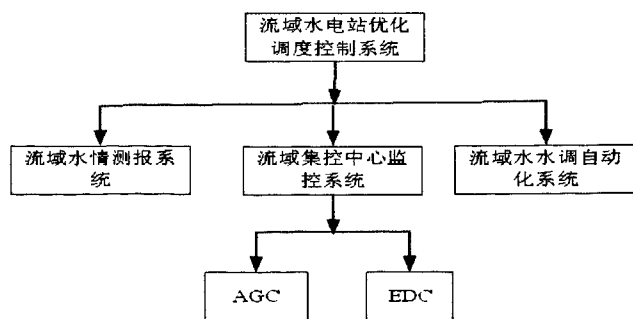 流域水电站优化
调度控制系统
流域水情测报系
统
流域集控中心监
控系统
流域水水调自动
化系统
AGC
EDC